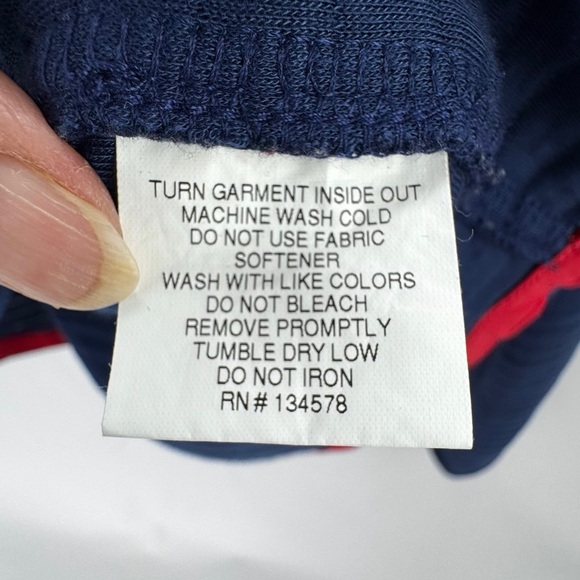 TURN GARMENT INSIDE OUT
MACHINE WASH COLD
DO NOT USE FABRIC
SOFTENER
WASH WITH LIKE COLORS
DO NOT BLEACH
REMOVE PROMPTLY
TUMBLE DRY LOW
DO NOT IRON
RN# 134578